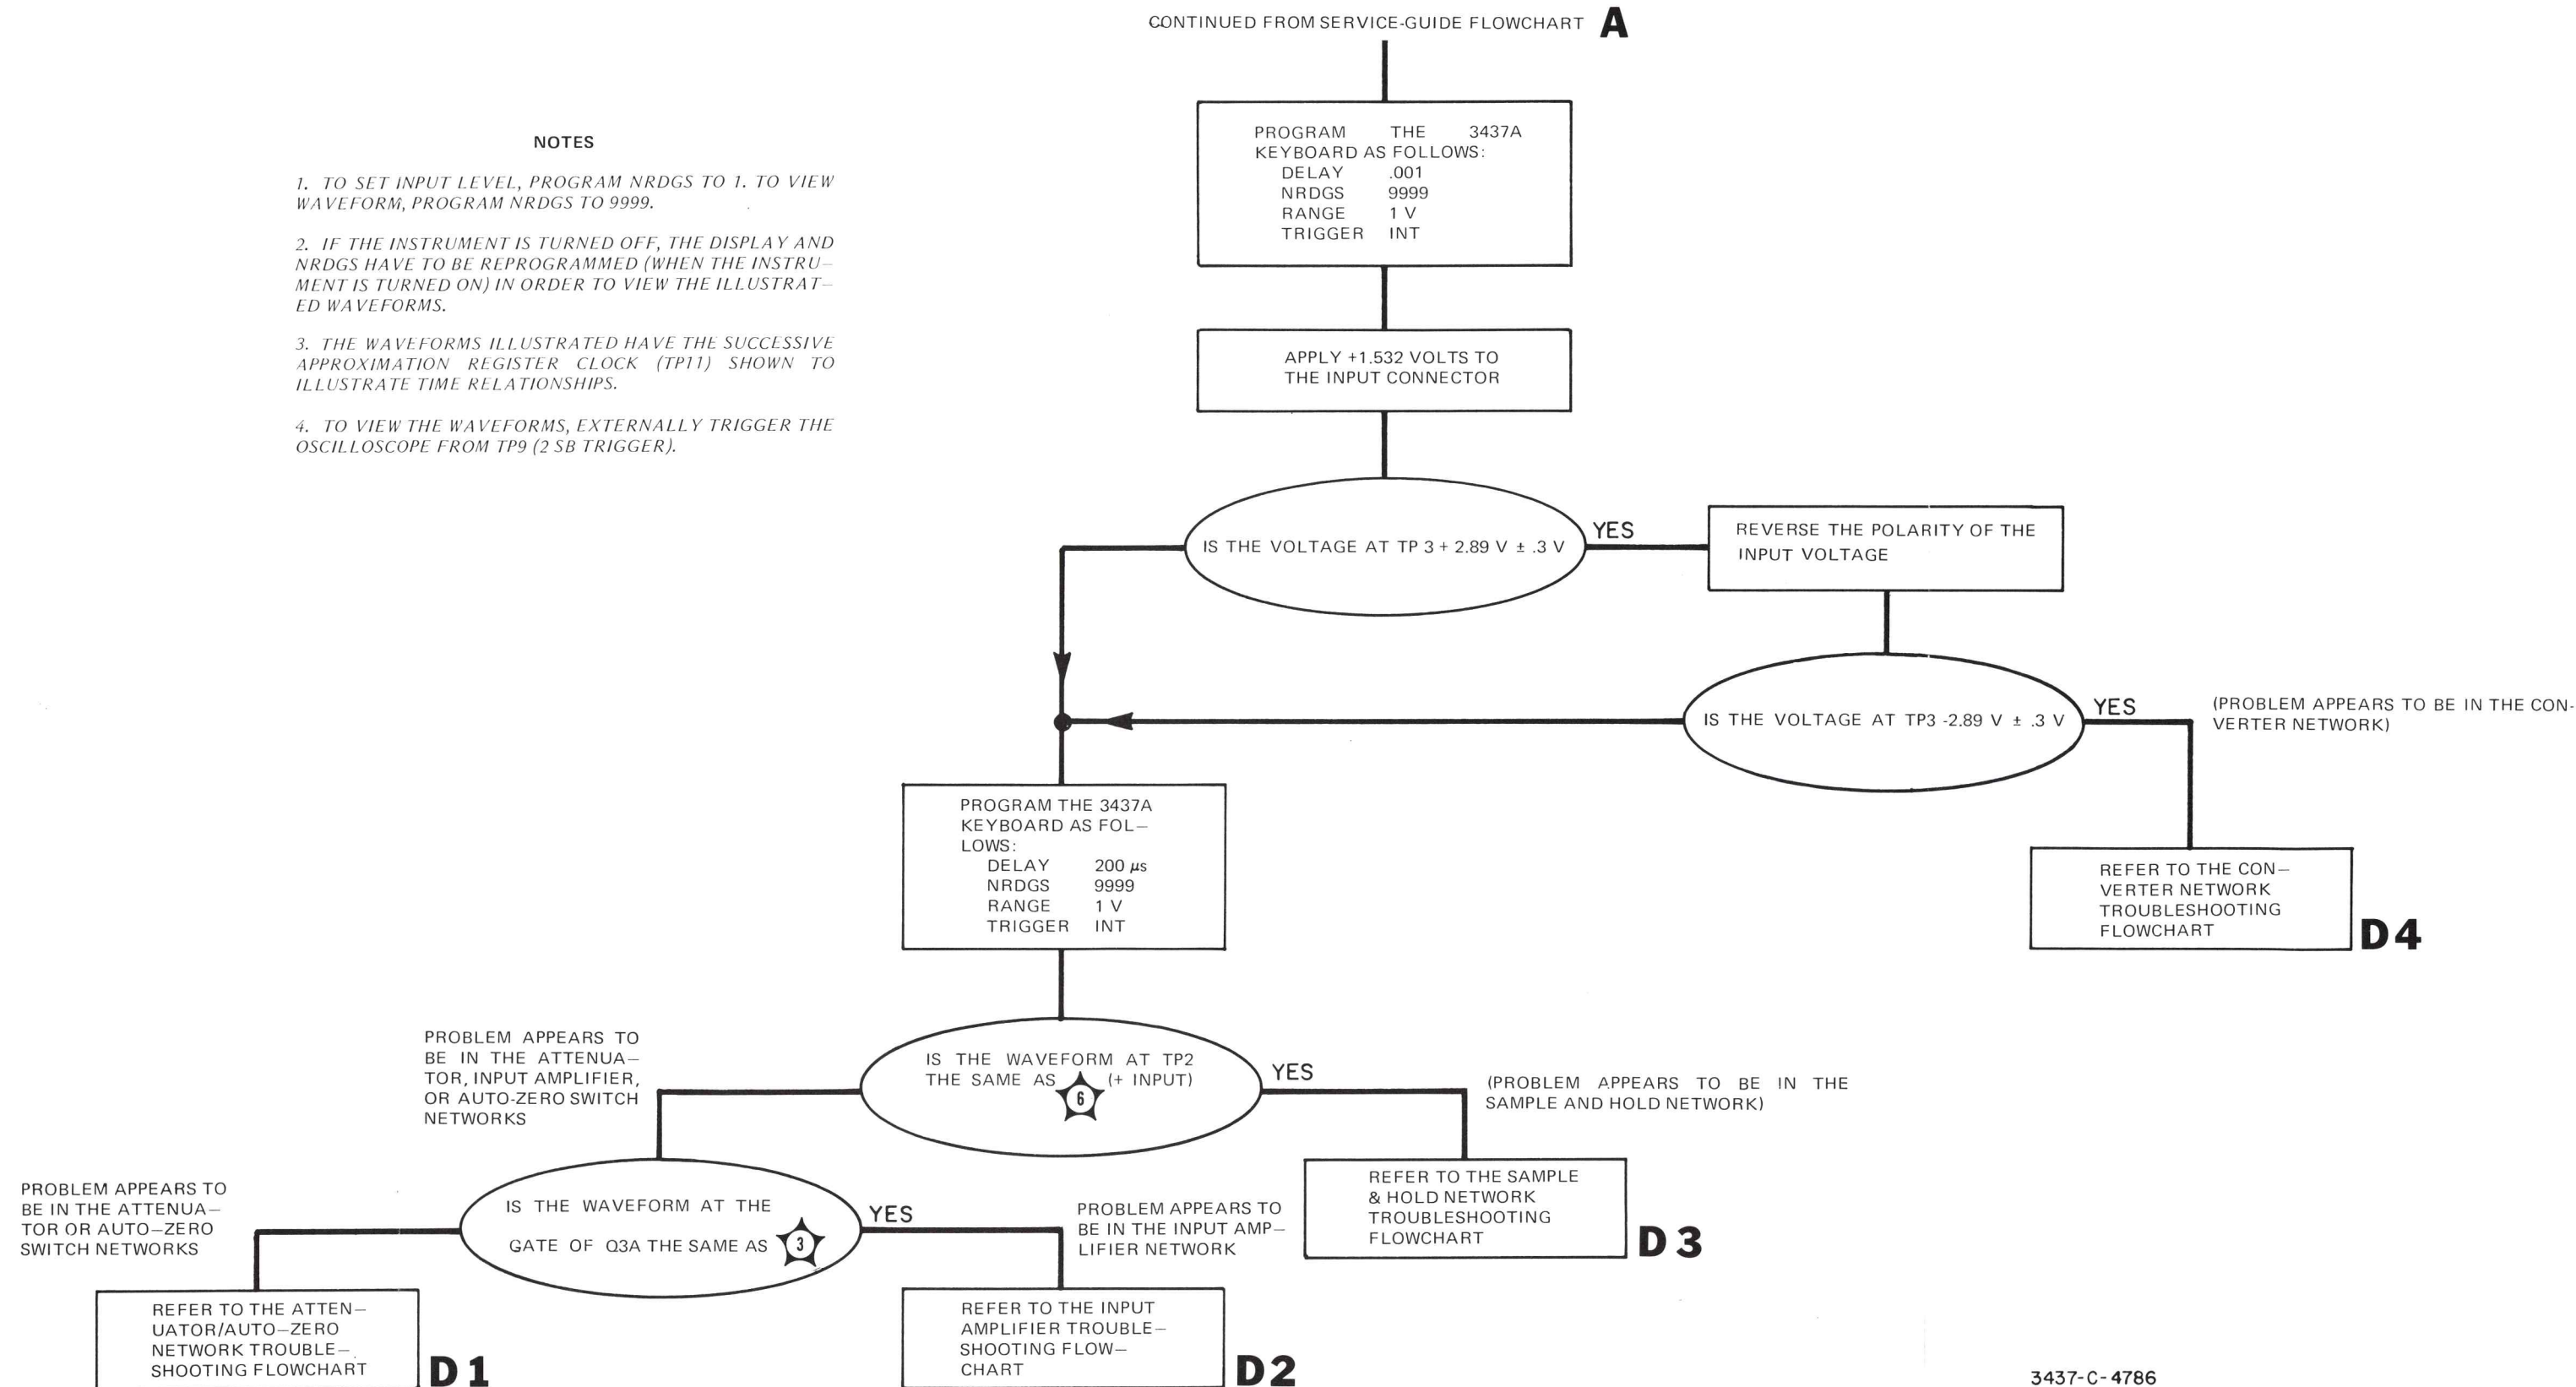 CONTINUED FROM SERVICE-GUIDE FLOWCHART A
NOTES
1. TO SET INPUT LEVEL, PROGRAM NRDGS TO 1. TO VIEW
WAVEFORM, PROGRAM NRDGS TO 9999.
2. IF THE INSTRUMENT IS TURNED OFF, THE DISPLAY AND
NRDGS HAVE TO BE REPROGRAMMED (WHEN THE INSTRU-
MENT IS TURNED ON) IN ORDER TO VIEW THE ILLUSTRAT-
ED WAVEFORMS.
3. THE WAVEFORMS ILLUSTRATED HAVE THE SUCCESSIVE
APPROXIMATION REGISTER CLOCK (TP11) SHOWN TO
ILLUSTRATE TIME RELATIONSHIPS.
4. TO VIEW THE WAVEFORMS, EXTERNALLY TRIGGER THE
OSCILLOSCOPE FROM TP9 (2 SB TRIGGER).
PROGRAM THE 3437A
KEYBOARD AS FOLLOWS:
DELAY .001
NRDGS 9999
RANGE 1 V
TRIGGER INT
APPLY +1.532 VOLTS TO
THE INPUT CONNECTOR
IS THE VOLTAGE AT TP 3 + 2.89 V ± .3 V
YES
REVERSE THE POLARITY OF THE
INPUT VOLTAGE
IS THE VOLTAGE AT TP3 -2.89 V ± .3 V
YES
(PROBLEM APPEARS TO BE IN THE CON-
VERTER NETWORK)
REFER TO THE CON-
VERTER NETWORK
TROUBLESHOOTING
FLOWCHART
D4
PROGRAM THE 3437A
KEYBOARD AS FOL-
LOWS:
DELAY 200 μs
NRDGS 9999
RANGE 1 V
TRIGGER INT
IS THE WAVEFORM AT TP2
THE SAME AS 6 (+ INPUT)
YES
(PROBLEM APPEARS TO BE IN THE
SAMPLE AND HOLD NETWORK)
REFER TO THE SAMPLE
& HOLD NETWORK
TROUBLESHOOTING
FLOWCHART
D3
PROBLEM APPEARS TO
BE IN THE ATTENUA-
TOR, INPUT AMPLIFIER,
OR AUTO-ZERO SWITCH
NETWORKS
IS THE WAVEFORM AT THE
GATE OF Q3A THE SAME AS 3
YES
PROBLEM APPEARS TO
BE IN THE INPUT AMP-
LIFIER NETWORK
REFER TO THE INPUT
AMPLIFIER TROUBLE-
SHOOTING FLOW-
CHART
D2
PROBLEM APPEARS TO
BE IN THE ATTENUA-
TOR OR AUTO-ZERO
SWITCH NETWORKS
REFER TO THE ATTEN-
UATOR/AUTO-ZERO
NETWORK TROUBLE-
SHOOTING FLOWCHART
D1
3437-C-4786